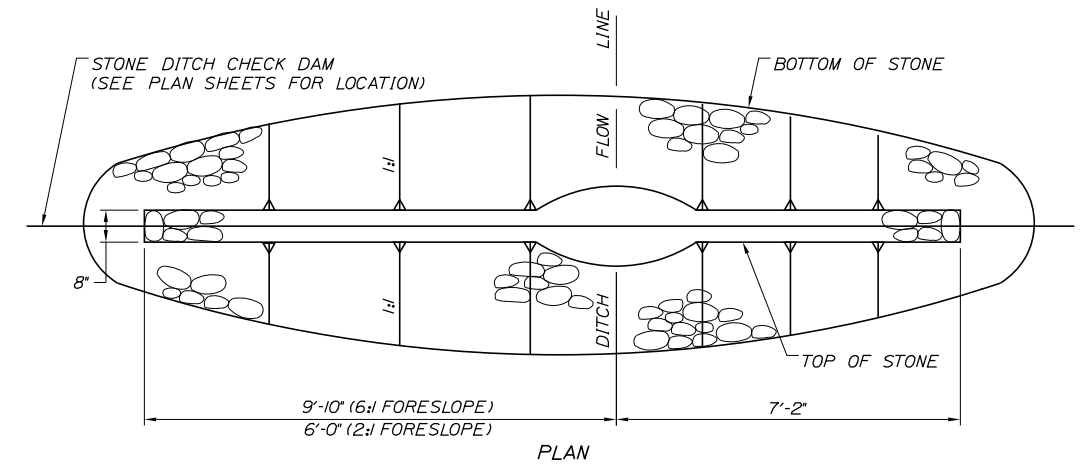 STONE DITCH CHECK DAM
(SEE PLAN SHEETS FOR LOCATION)
DITCH FLOW LINE
BOTTOM OF STONE
1:1
8"
1:1
TOP OF STONE
9'-10" (6:1 FORESLOPE)
6'-0" (2:1 FORESLOPE)
7'-2"
PLAN